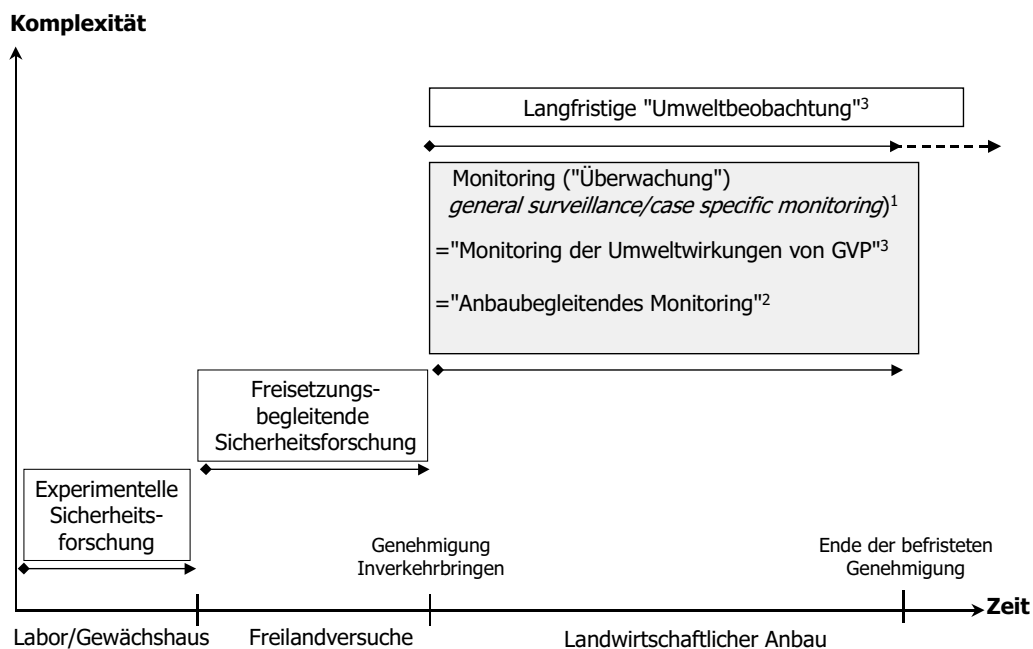 Komplexität
Langfristige "Umweltbeobachtung"³
Monitoring ("Überwachung")
general surveillance/case specific monitoring)¹
="Monitoring der Umweltwirkungen von GVP"³
="Anbaubegleitendes Monitoring"²
Freisetzungs-
begleitende
Sicherheitsforschung
Experimentelle
Sicherheits-
forschung
Genehmigung
Inverkehrbringen
Ende der befristeten
Genehmigung
Zeit
Labor/Gewächshaus
Freilandversuche
Landwirtschaftlicher Anbau